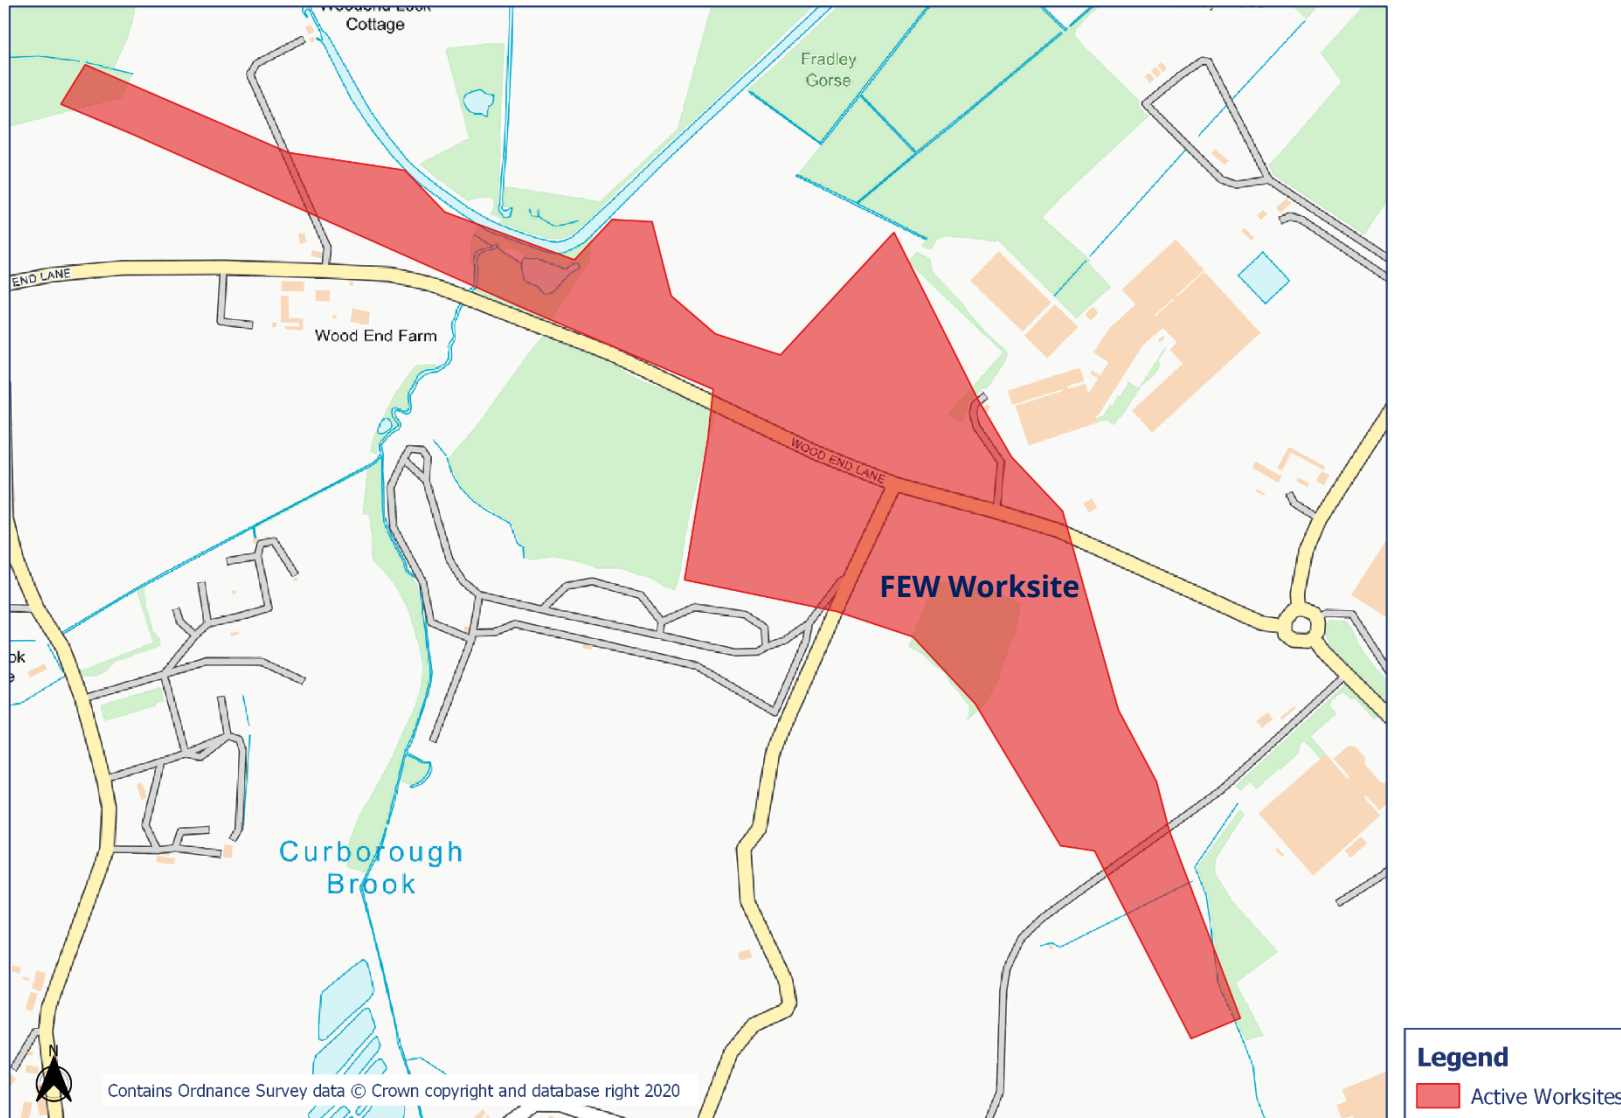 Cottage
Fradley
Gorse
END LANE
Wood End Farm
WOOD END LANE
FEW Worksite
ok
e
Curborough
Brook
N
Contains Ordnance Survey data © Crown copyright and database right 2020
Legend
Active Worksites